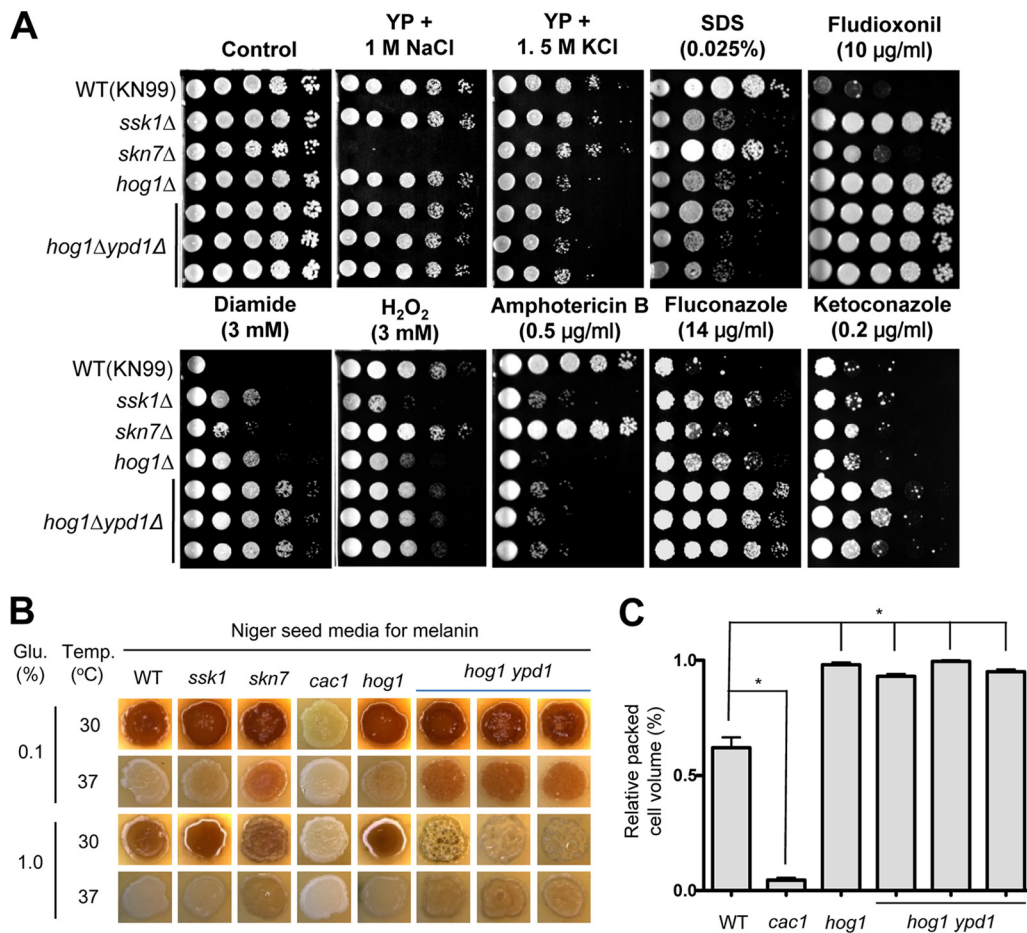 A
Control
YP +
1 M NaCl
YP +
1. 5 M KCl
SDS
(0.025%)
Fludioxonil
(10 µg/ml)
WT(KN99)
ssk1Δ
skn7Δ
hog1Δ
hog1Δypd1Δ
Diamide
(3 mM)
H₂O₂
(3 mM)
Amphotericin B
(0.5 µg/ml)
Fluconazole
(14 µg/ml)
Ketoconazole
(0.2 µg/ml)
WT(KN99)
ssk1Δ
skn7Δ
hog1Δ
hog1Δypd1Δ
B
Niger seed media for melanin
Glu.
(%)
Temp.
(ºC)
WT ssk1 skn7 cac1 hog1 hog1 ypd1
0.1
30
37
1.0
30
37
C
*
*
Relative packed
cell volume (%)
1.0
0.5
0.0
WT cac1 hog1 hog1 ypd1